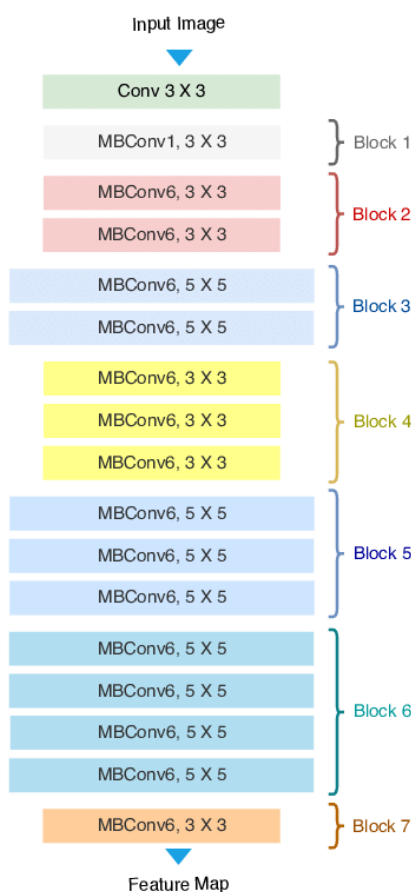 Input Image
Conv 3 X 3
MBConv1, 3 X 3
Block 1
MBConv6, 3 X 3
MBConv6, 3 X 3
Block 2
MBConv6, 5 X 5
MBConv6, 5 X 5
Block 3
MBConv6, 3 X 3
MBConv6, 3 X 3
MBConv6, 3 X 3
Block 4
MBConv6, 5 X 5
MBConv6, 5 X 5
MBConv6, 5 X 5
Block 5
MBConv6, 5 X 5
MBConv6, 5 X 5
MBConv6, 5 X 5
MBConv6, 5 X 5
Block 6
MBConv6, 3 X 3
Block 7
Feature Map